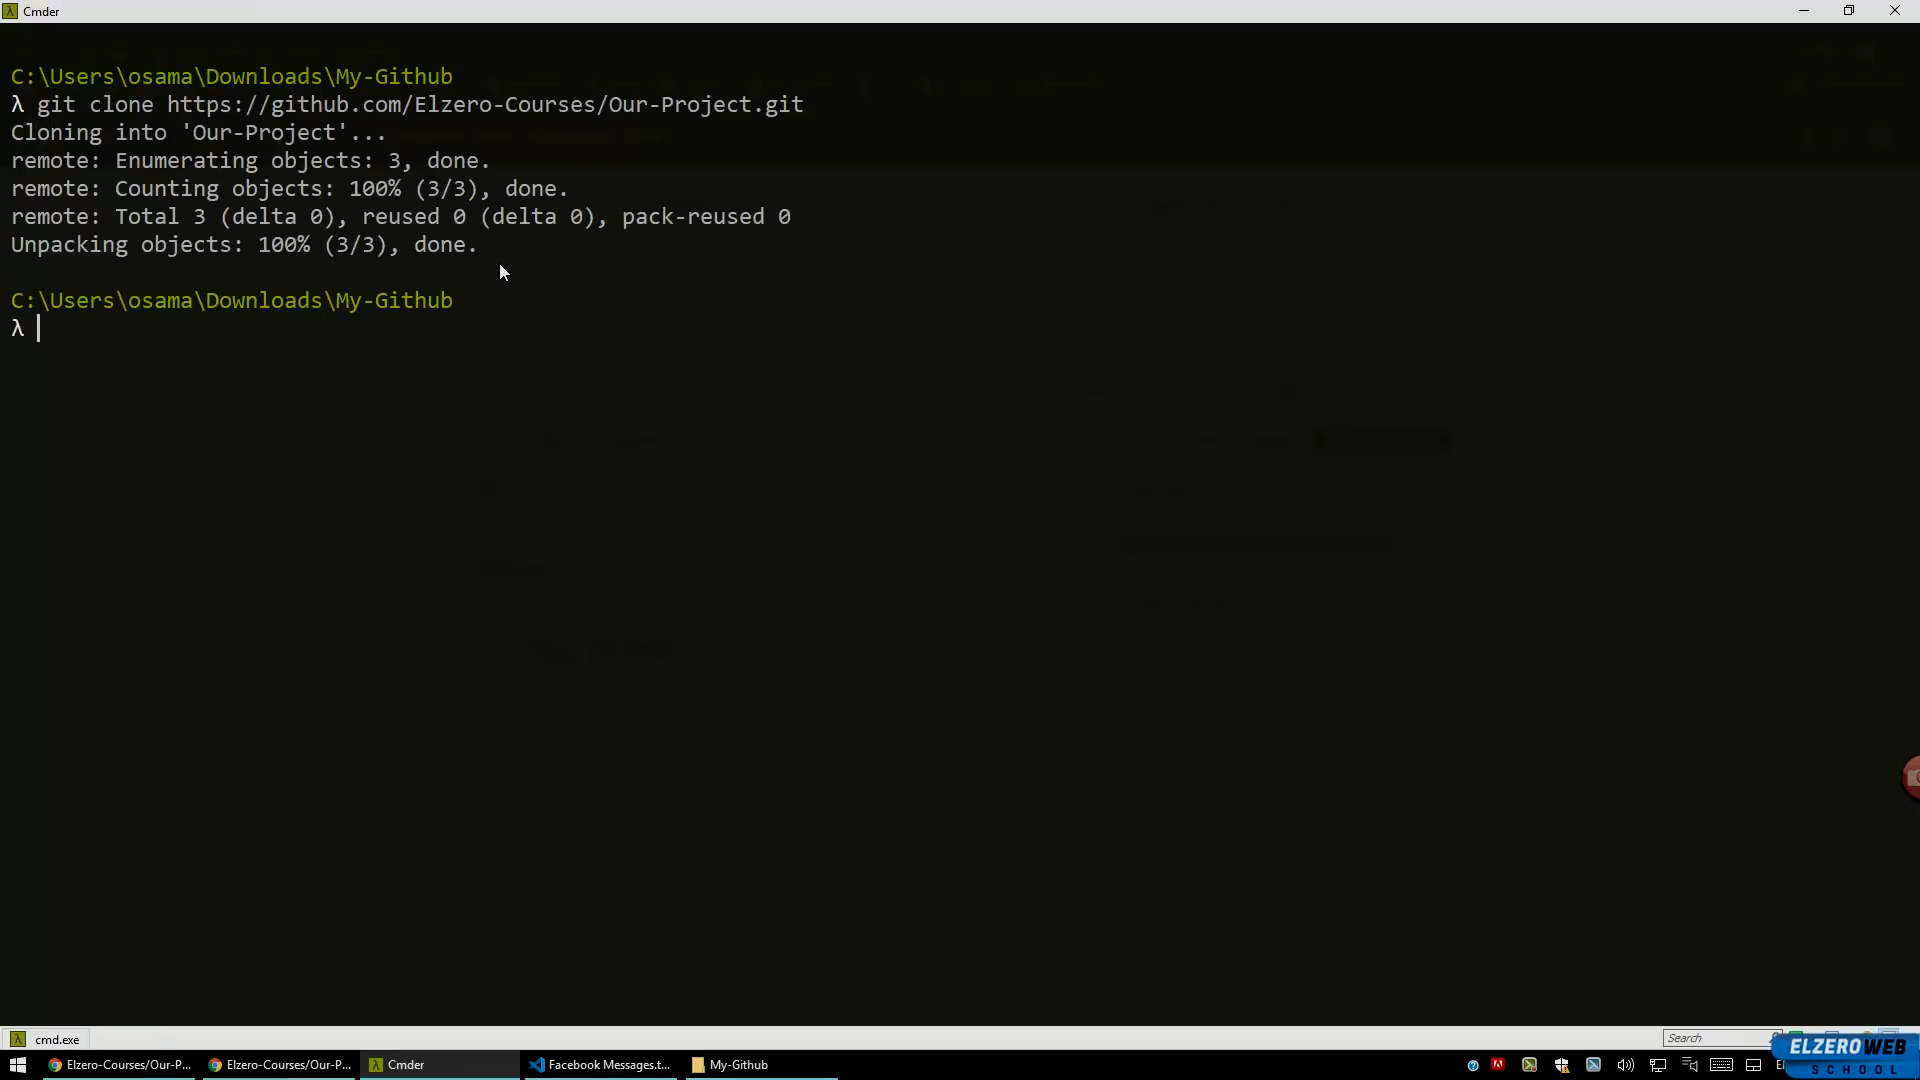 Cmder
C:\Users\osama\Downloads\My-Github
λ git clone https://github.com/Elzero-Courses/Our-Project.git
Cloning into 'Our-Project'...
remote: Enumerating objects: 3, done.
remote: Counting objects: 100% (3/3), done.
remote: Total 3 (delta 0), reused 0 (delta 0), pack-reused 0
Unpacking objects: 100% (3/3), done.
C:\Users\osama\Downloads\My-Github
λ
cmd.exe
Search
Elzero-Courses/Our-P...
Elzero-Courses/Our-P...
Cmder
Facebook Messages.t...
My-Github
ELZEROWEB
SCHOOL